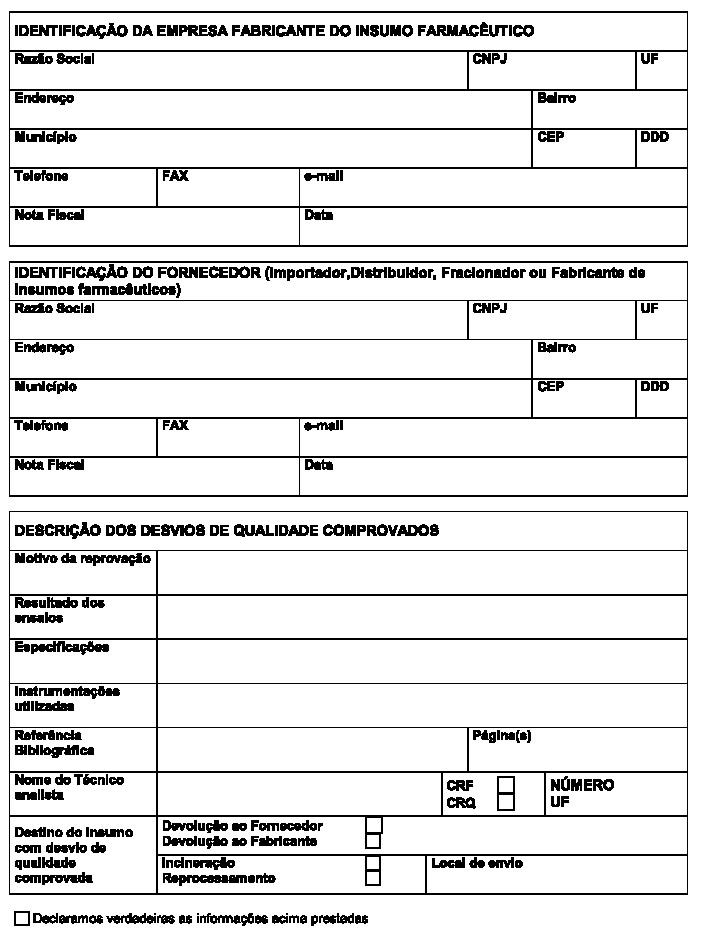 IDENTIFICAÇÃO DA EMPRESA FABRICANTE DO INSUMO FARMACÊUTICO
Razão Social CNPJ UF
Endereço Bairro
Município CEP DDD
Telefone FAX e-mail
Nota Fiscal Data
IDENTIFICAÇÃO DO FORNECEDOR (Importador,Distribuidor, Fracionador ou Fabricante de
insumos farmacêuticos)
Razão Social CNPJ UF
Endereço Bairro
Município CEP DDD
Telefone FAX e-mail
Nota Fiscal Data
DESCRIÇÃO DOS DESVIOS DE QUALIDADE COMPROVADOS
Motivo da reprovação
Resultado dos
ensaios
Especificações
Instrumentações
utilizadas
Referência
Bibliográfica
Página(s)
Nome do Técnico
analista
CRF
CRQ
NÚMERO
UF
Destino do insumo
com desvio de
qualidade
comprovada
Devolução ao Fornecedor
Devolução ao Fabricante
Incineração
Reprocessamento
Local de envio
Declaramos verdadeiras as informações acima prestadas